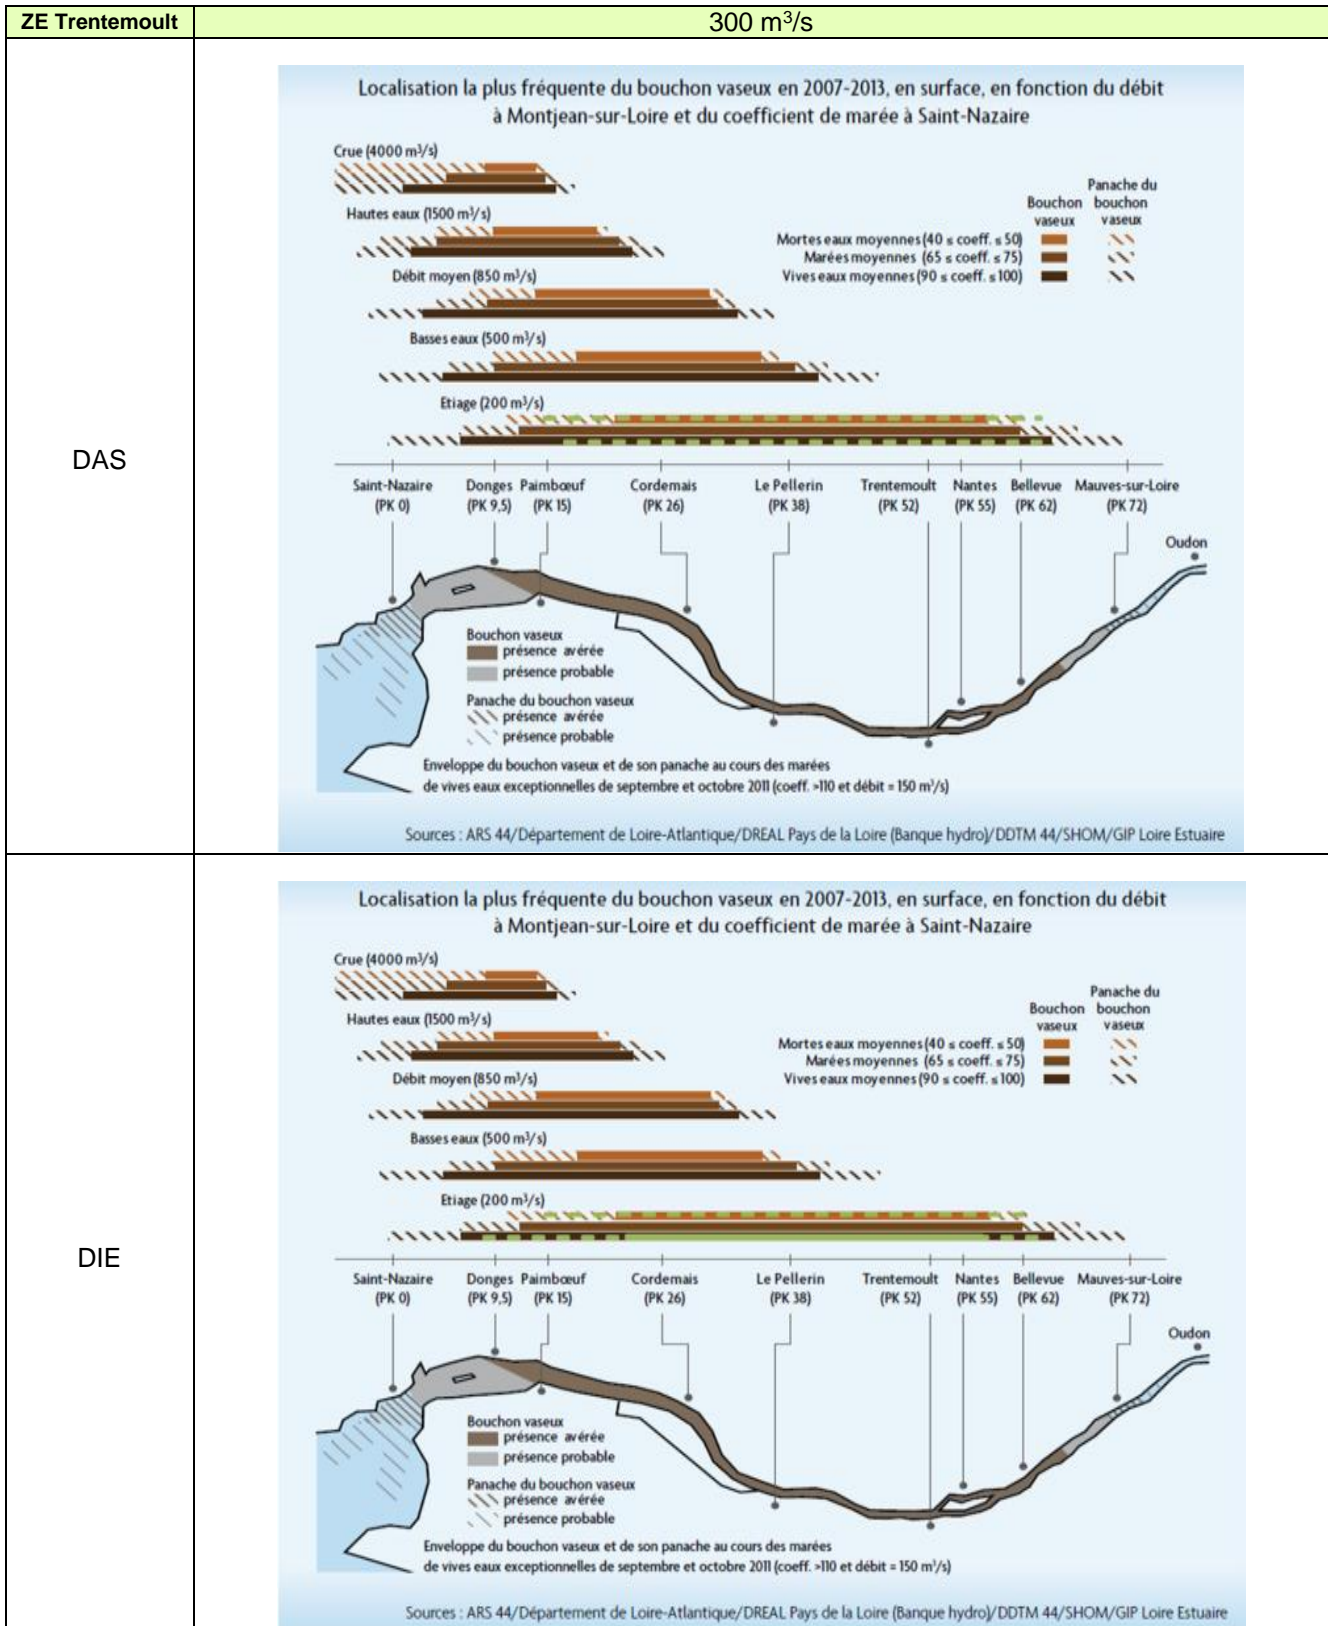 ZE Trentemoult
300 m³/s
DAS
Localisation la plus fréquente du bouchon vaseux en 2007-2013, en surface, en fonction du débit
à Montjean-sur-Loire et du coefficient de marée à Saint-Nazaire
Crue (4000 m³/s)
Hautes eaux (1500 m³/s)
Débit moyen (850 m³/s)
Basses eaux (500 m³/s)
Etiage (200 m³/s)
Bouchon vaseux
Panache du bouchon vaseux
Mortes eaux moyennes (40 ≤ coeff. ≤ 50)
Marées moyennes (65 ≤ coeff. ≤ 75)
Vives eaux moyennes (90 ≤ coeff. ≤ 100)
Saint-Nazaire (PK 0)
Donges (PK 9,5)
Paimbœuf (PK 15)
Cordemais (PK 26)
Le Pellerin (PK 38)
Trentemoult (PK 52)
Nantes (PK 55)
Bellevue (PK 62)
Mauves-sur-Loire (PK 72)
Oudon
Bouchon vaseux
présence avérée
présence probable
Panache du bouchon vaseux
présence avérée
présence probable
Enveloppe du bouchon vaseux et de son panache au cours des marées
de vives eaux exceptionnelles de septembre et octobre 2011 (coeff. >110 et débit = 150 m³/s)
Sources : ARS 44/Département de Loire-Atlantique/DREAL Pays de la Loire (Banque hydro)/DDTM 44/SHOM/GIP Loire Estuaire
DIE
Localisation la plus fréquente du bouchon vaseux en 2007-2013, en surface, en fonction du débit
à Montjean-sur-Loire et du coefficient de marée à Saint-Nazaire
Crue (4000 m³/s)
Hautes eaux (1500 m³/s)
Débit moyen (850 m³/s)
Basses eaux (500 m³/s)
Etiage (200 m³/s)
Bouchon vaseux
Panache du bouchon vaseux
Mortes eaux moyennes (40 ≤ coeff. ≤ 50)
Marées moyennes (65 ≤ coeff. ≤ 75)
Vives eaux moyennes (90 ≤ coeff. ≤ 100)
Saint-Nazaire (PK 0)
Donges (PK 9,5)
Paimbœuf (PK 15)
Cordemais (PK 26)
Le Pellerin (PK 38)
Trentemoult (PK 52)
Nantes (PK 55)
Bellevue (PK 62)
Mauves-sur-Loire (PK 72)
Oudon
Bouchon vaseux
présence avérée
présence probable
Panache du bouchon vaseux
présence avérée
présence probable
Enveloppe du bouchon vaseux et de son panache au cours des marées
de vives eaux exceptionnelles de septembre et octobre 2011 (coeff. >110 et débit = 150 m³/s)
Sources : ARS 44/Département de Loire-Atlantique/DREAL Pays de la Loire (Banque hydro)/DDTM 44/SHOM/GIP Loire Estuaire